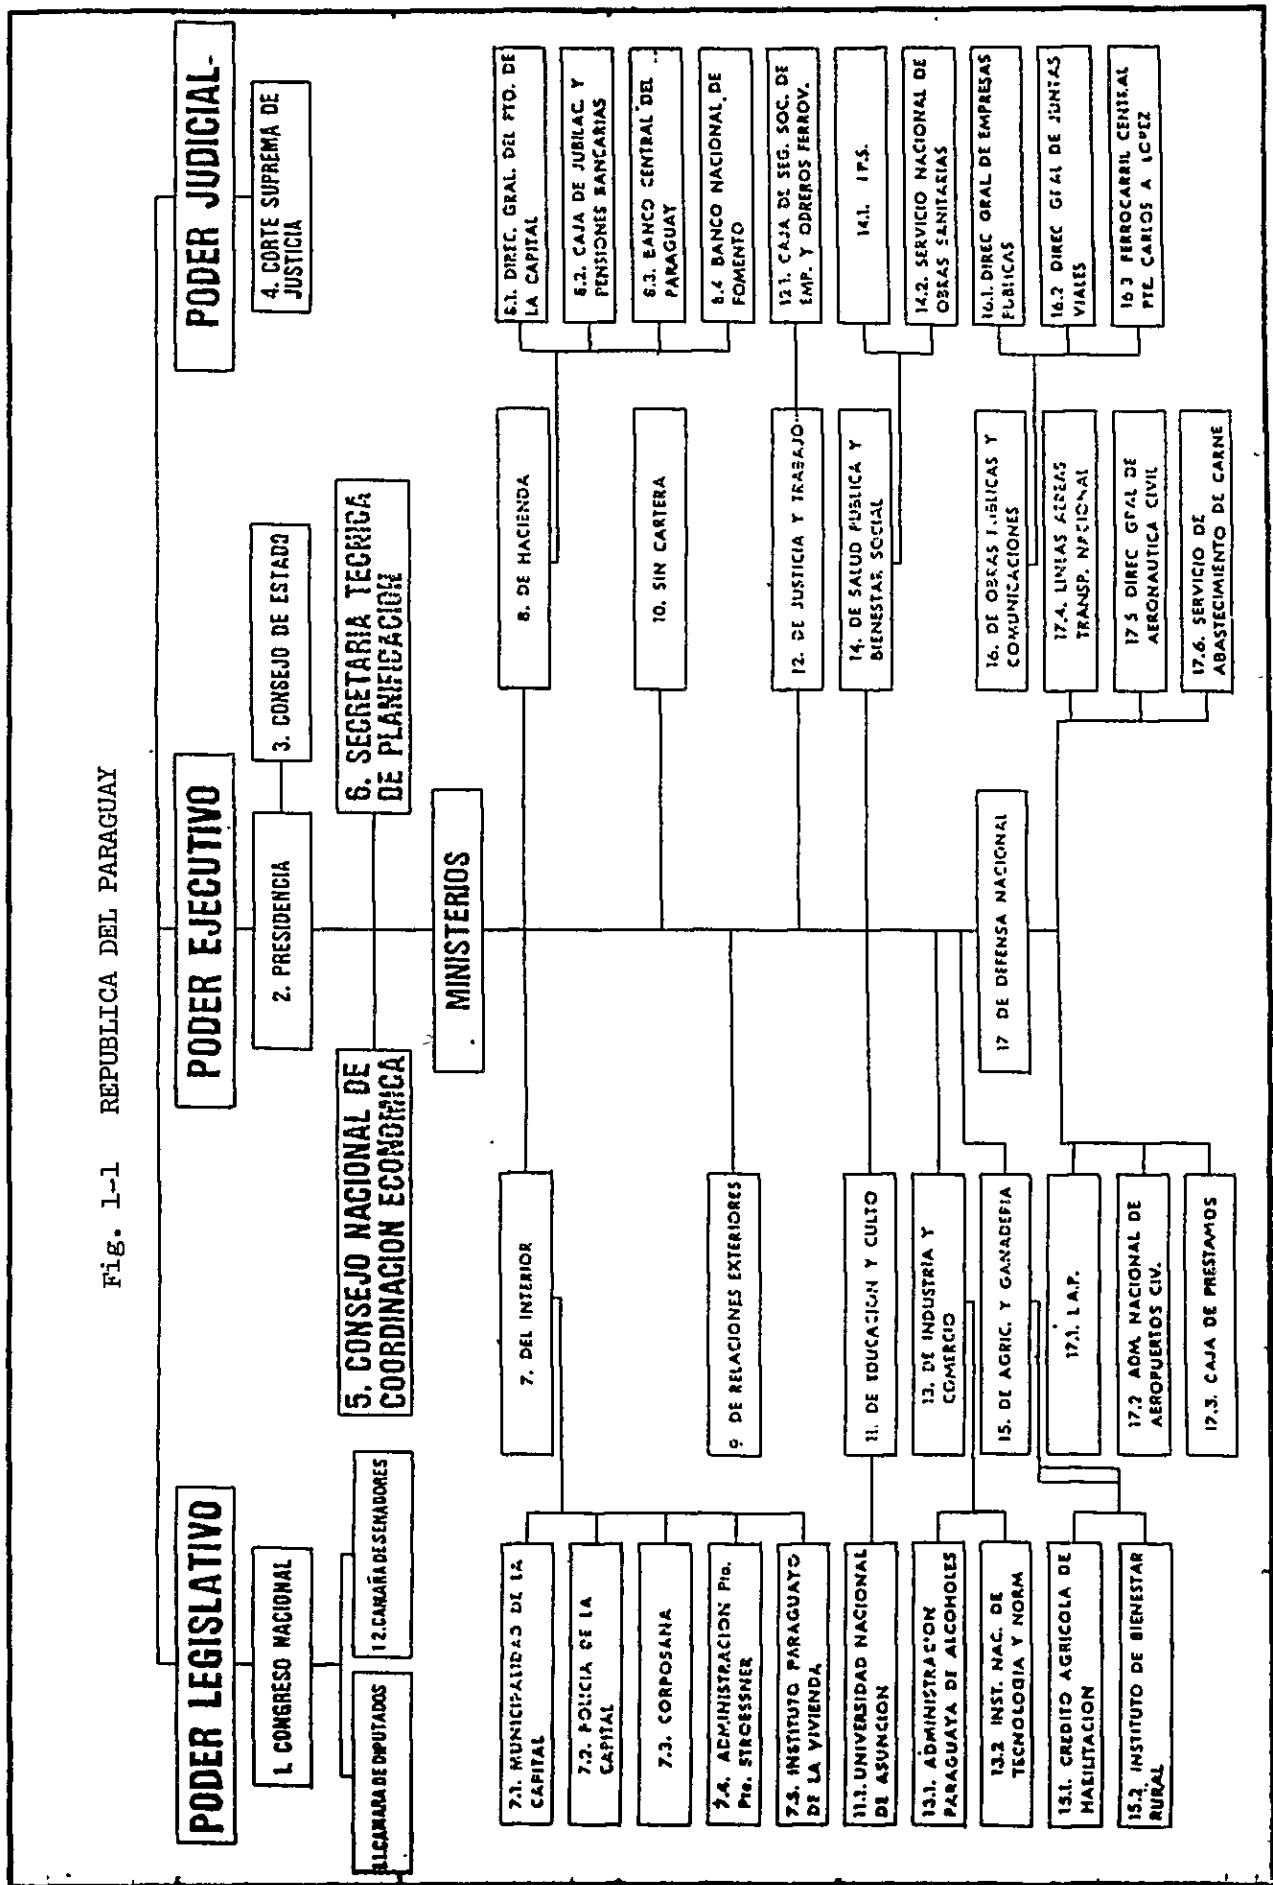 Fig. 1-1 REPUBLICA DEL PARAGUAY
PODER LEGISLATIVO
PODER EJECUTIVO
PODER JUDICIAL
1. CONGRESO NACIONAL
2. PRESIDENCIA
3. CONSEJO DE ESTADO
4. CORTE SUPREMA DE
JUSTICIA
1.1.CAMARA DE DIPUTADOS
1 2.CAMARA DE SENADORES
5. CONSEJO NACIONAL DE
COORDINACION ECONOMICA
6. SECRETARIA TECNICA
DE PLANIFICACION
MINISTERIOS
7. DEL INTERIOR
8. DE HACIENDA
9 DE RELACIONES EXTERIORES
10. SIN CARTERA
11. DE EDUCACION Y CULTO
12. DE JUSTICIA Y TRABAJO
13. DE INDUSTRIA Y
COMERCIO
14. DE SALUD PUBLICA Y
BIENESTAR SOCIAL
15. DE AGRIC. Y GANADERIA
16. DE OBRAS PUBLICAS Y
COMUNICACIONES
17 DE DEFENSA NACIONAL
7.1. MUNICIPALIDAD DE LA
CAPITAL
7.2. POLICIA DE LA
CAPITAL
7.3. CORPOSANA
7.4. ADMINISTRACION Pto.
Pte. STROESSNER
7.5. INSTITUTO PARAGUAYO
DE LA VIVIENDA
11.1. UNIVERSIDAD NACIONAL
DE ASUNCION
13.1. ADMINISTRACION
PARAGUAYA DE ALCOHOLES
13.2 INST. NAC. DE
TECNOLOGIA Y NORM
15.1. CREDITO AGRICOLA DE
HABILITACION
15.2 INSTITUTO DE BIENESTAR
RURAL
17.1. L A.P.
17.2 ADM. NACIONAL DE
AEROPUERTOS CIV.
17.3. CAJA DE PRESTAMOS
17.4. LINEAS AEREAS
TRANSP. NACIONAL
17 5 DIREC GRAL DE
AERONAUTICA CIVIL
17.6. SERVICIO DE
ABASTECIMIENTO DE CARNE
8.1. DIREC. GRAL. DEL PTO. DE
LA CAPITAL
8.2. CAJA DE JUBILAC. Y
PENSIONES BANCARIAS
8.3. BANCO CENTRAL DEL
PARAGUAY
8.4 BANCO NACIONAL DE
FOMENTO
12 1. CAJA DE SEG. SOC. DE
EMP. Y OBREROS FERROV.
14.1. I P.S.
14.2. SERVICIO NACIONAL DE
OBRAS SANITARIAS
16.1. DIREC GRAL DE EMPRESAS
PUBLICAS
16.2 DIREC GRAL DE JUNTAS
VIALES
16 3 FERROCARRIL CENTRAL
PTE. CARLOS A LOPEZ